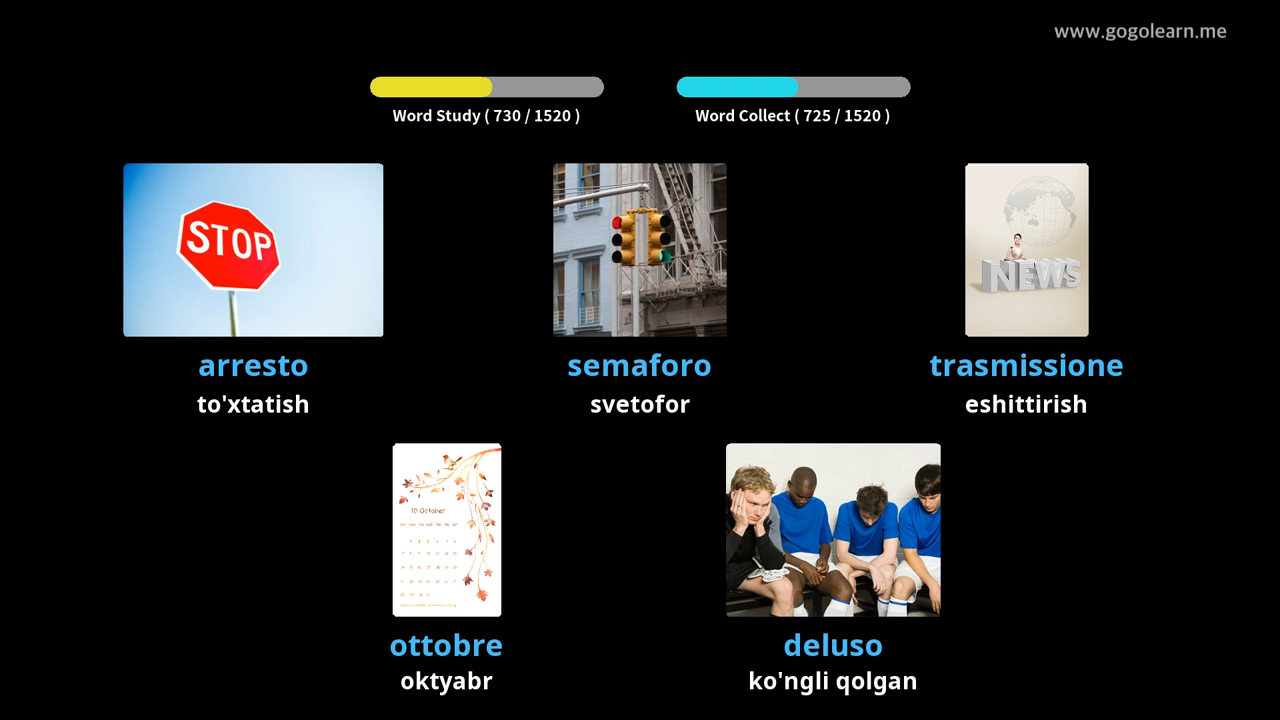 www.gogolearn.me
Word Study ( 730 / 1520 )
Word Collect ( 725 / 1520 )
STOP
NEWS
arresto
semaforo
trasmissione
to'xtatish
svetofor
eshittirish
10 October
ottobre
deluso
oktyabr
ko'ngli qolgan